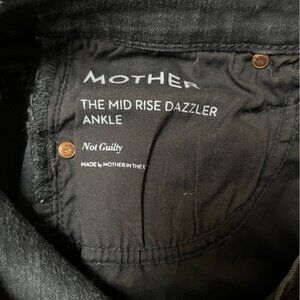 MOTHER
THE MID RISE DAZZLER
ANKLE
Not Guilty
MADE by MOTHER IN THE